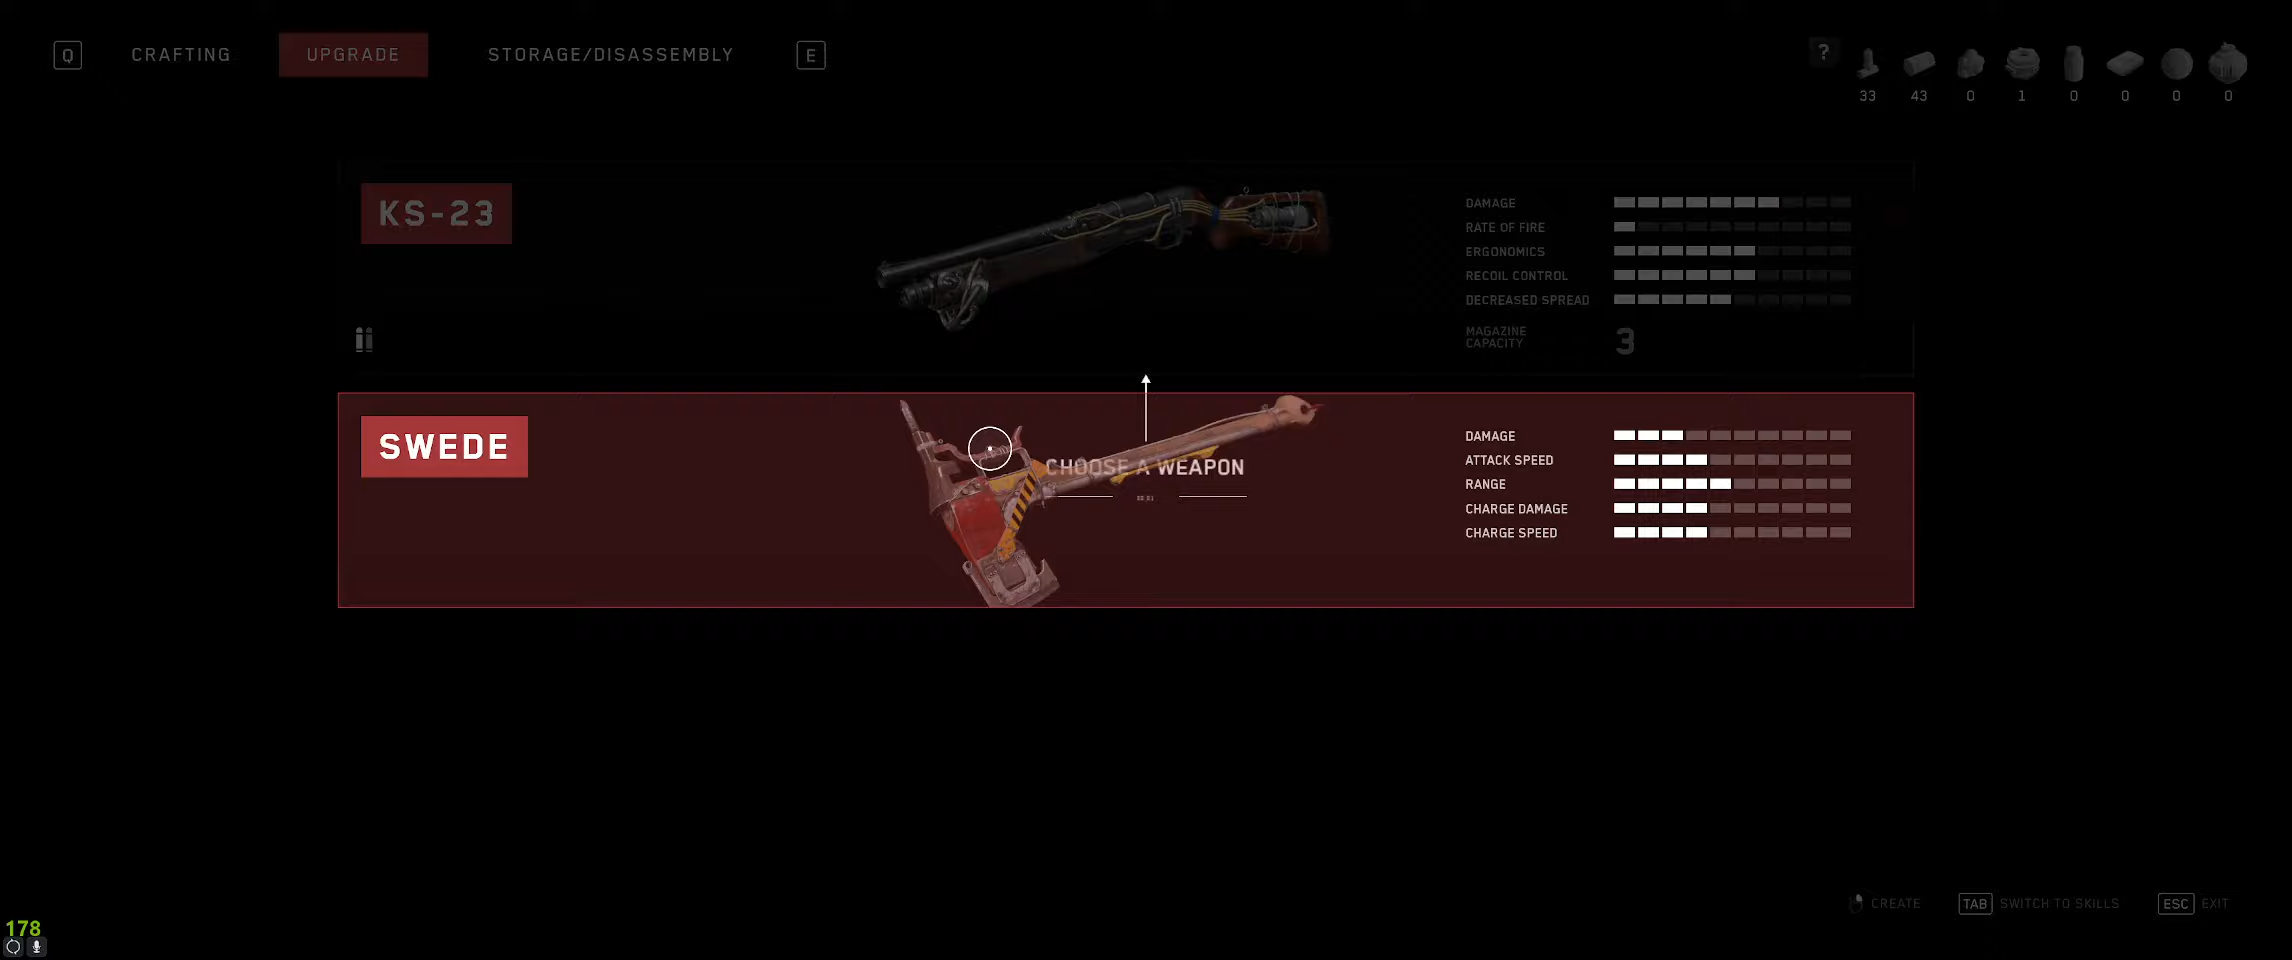 Q CRAFTING UPGRADE STORAGE/DISASSEMBLY E ?
33 43 0 1 0 0 0 0
KS-23
DAMAGE
RATE OF FIRE
ERGONOMICS
RECOIL CONTROL
DECREASED SPREAD
MAGAZINE
CAPACITY
3
SWEDE
CHOOSE A WEAPON
DAMAGE
ATTACK SPEED
RANGE
CHARGE DAMAGE
CHARGE SPEED
CREATE TAB SWITCH TO SKILLS ESC EXIT
178